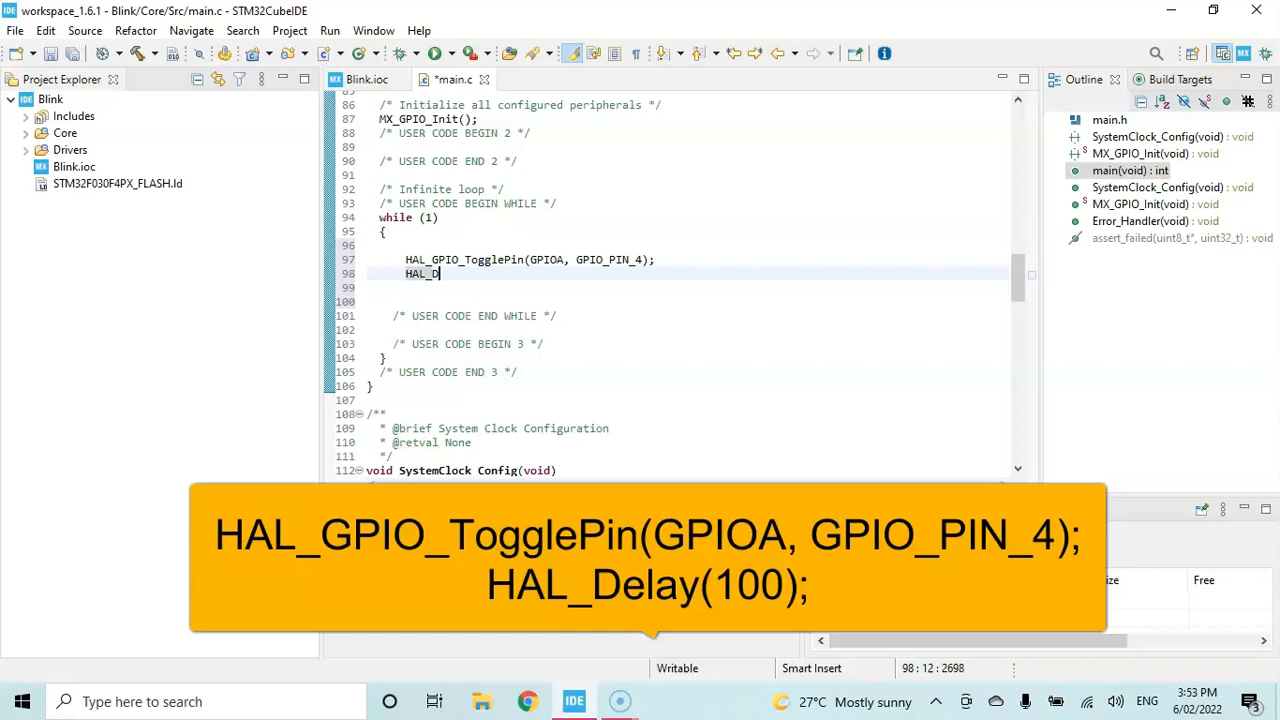 workspace_1.6.1 - Blink/Core/Src/main.c - STM32CubeIDE
File Edit Source Refactor Navigate Search Project Run Window Help
Project Explorer
Blink
Includes
Core
Drivers
Blink.ioc
STM32F030F4PX_FLASH.ld
Blink.ioc
*main.c
85
86 /* Initialize all configured peripherals */
87 MX_GPIO_Init();
88 /* USER CODE BEGIN 2 */
89
90 /* USER CODE END 2 */
91
92 /* Infinite loop */
93 /* USER CODE BEGIN WHILE */
94 while (1)
95 {
96
97 HAL_GPIO_TogglePin(GPIOA, GPIO_PIN_4);
98 HAL_D
99
100
101 /* USER CODE END WHILE */
102
103 /* USER CODE BEGIN 3 */
104 }
105 /* USER CODE END 3 */
106 }
107
108 /**
109 * @brief System Clock Configuration
110 * @retval None
111 */
112 void SystemClock_Config(void)
Outline
Build Targets
main.h
SystemClock_Config(void) : void
MX_GPIO_Init(void) : void
main(void) : int
SystemClock_Config(void) : void
MX_GPIO_Init(void) : void
Error_Handler(void) : void
assert_failed(uint8_t*, uint32_t) : void
HAL_GPIO_TogglePin(GPIOA, GPIO_PIN_4);
HAL_Delay(100);
Free
Writable
Smart Insert
98 : 12 : 2698
Type here to search
27°C Mostly sunny
ENG
3:53 PM
6/02/2022
3